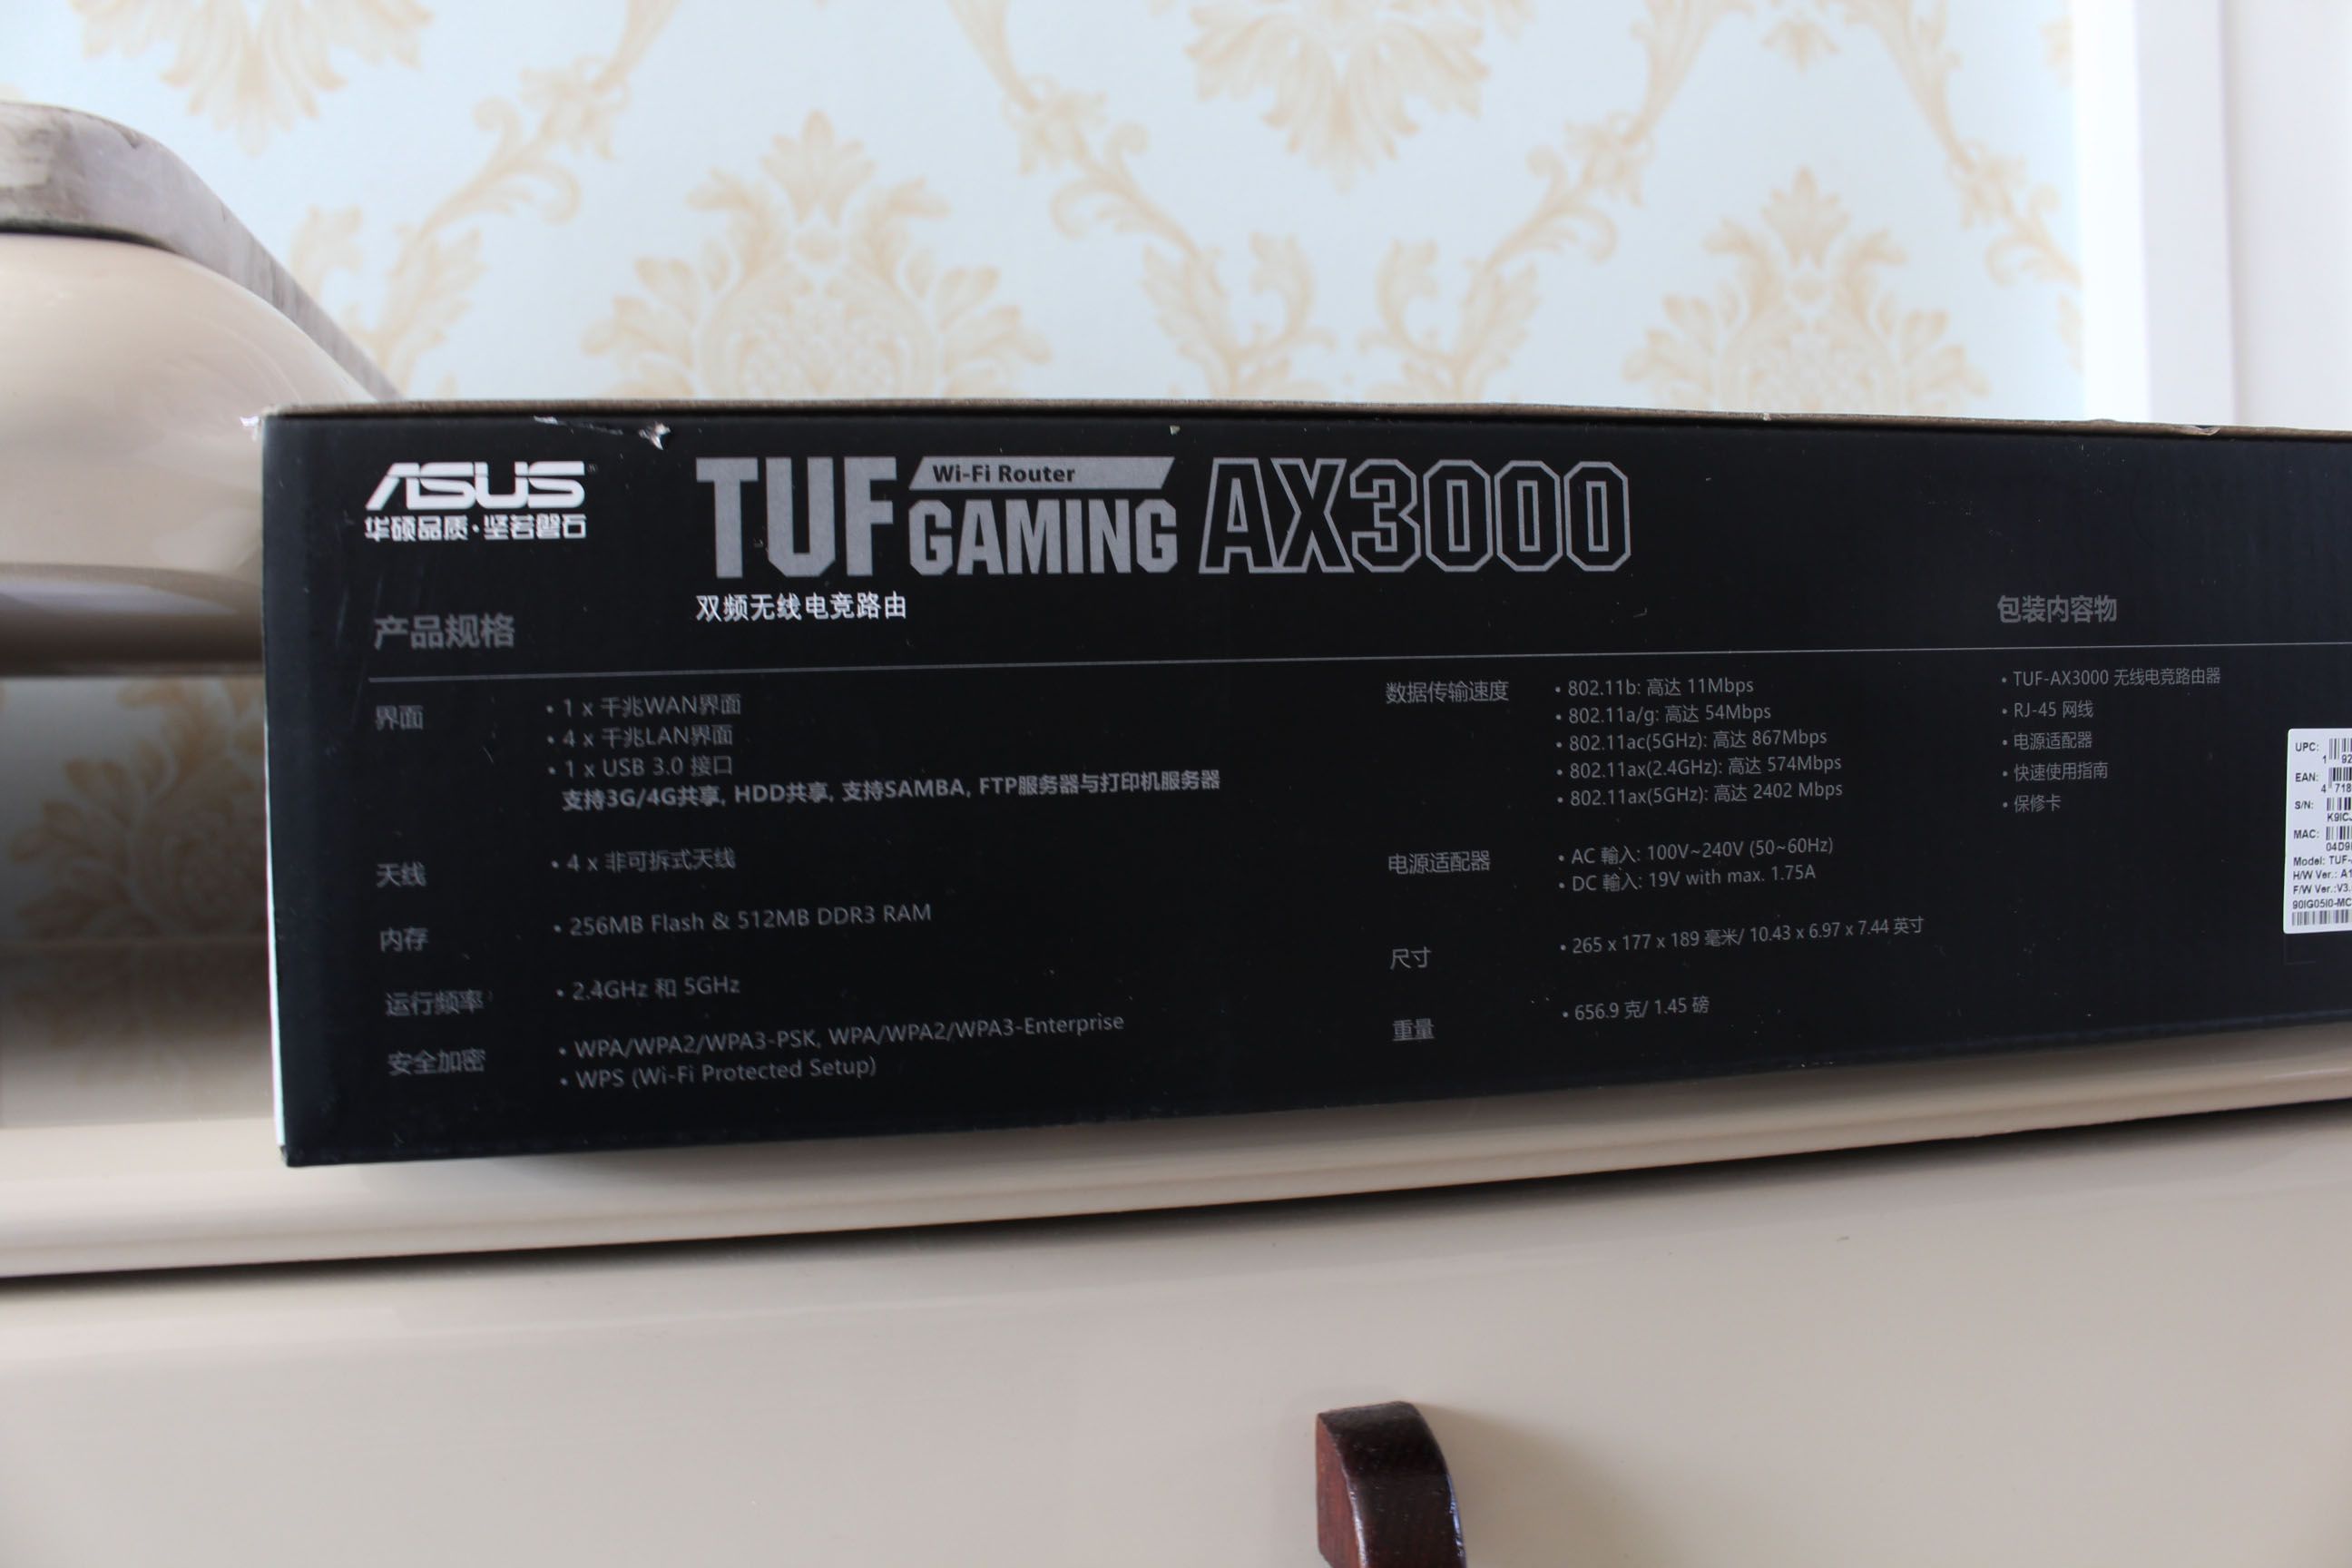 ASUS
华硕品质·坚若磐石
TUF GAMING AX3000
Wi-Fi Router
双频无线电竞路由
产品规格
界面
• 1 x 千兆WAN界面
• 4 x 千兆LAN界面
• 1 x USB 3.0 接口
支持3G/4G共享, HDD共享, 支持SAMBA, FTP服务器与打印机服务器
天线
• 4 x 非可拆式天线
内存
• 256MB Flash & 512MB DDR3 RAM
运行频率
• 2.4GHz 和 5GHz
安全加密
• WPA/WPA2/WPA3-PSK, WPA/WPA2/WPA3-Enterprise
• WPS (Wi-Fi Protected Setup)
数据传输速度
• 802.11b: 高达 11Mbps
• 802.11a/g: 高达 54Mbps
• 802.11ac(5GHz): 高达 867Mbps
• 802.11ax(2.4GHz): 高达 574Mbps
• 802.11ax(5GHz): 高达 2402 Mbps
电源适配器
• AC 輸入: 100V~240V (50~60Hz)
• DC 輸入: 19V with max. 1.75A
尺寸
• 265 x 177 x 189 毫米/ 10.43 x 6.97 x 7.44 英寸
重量
• 656.9 克/ 1.45 磅
包装内容物
• TUF-AX3000 无线电竞路由器
• RJ-45 网线
• 电源适配器
• 快速使用指南
• 保修卡
UPC:
1 92
EAN:
4 718
S/N:
K9IC
MAC:
04D9
Model: TUF-
H/W Ver.: A1
F/W Ver.:V3.
90IG05I0-MC